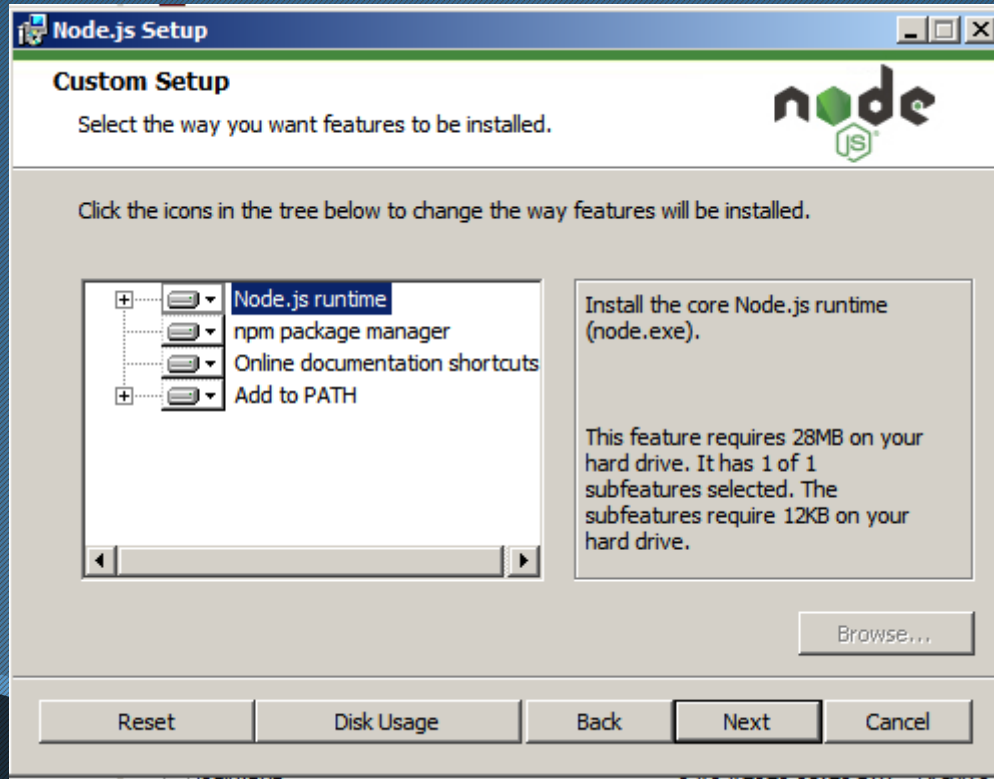 Node.js Setup
Custom Setup
Select the way you want features to be installed.
node
JS
Click the icons in the tree below to change the way features will be installed.
Node.js runtime
npm package manager
Online documentation shortcuts
Add to PATH
Install the core Node.js runtime
(node.exe).
This feature requires 28MB on your
hard drive. It has 1 of 1
subfeatures selected. The
subfeatures require 12KB on your
hard drive.
Browse...
Reset Disk Usage Back Next Cancel